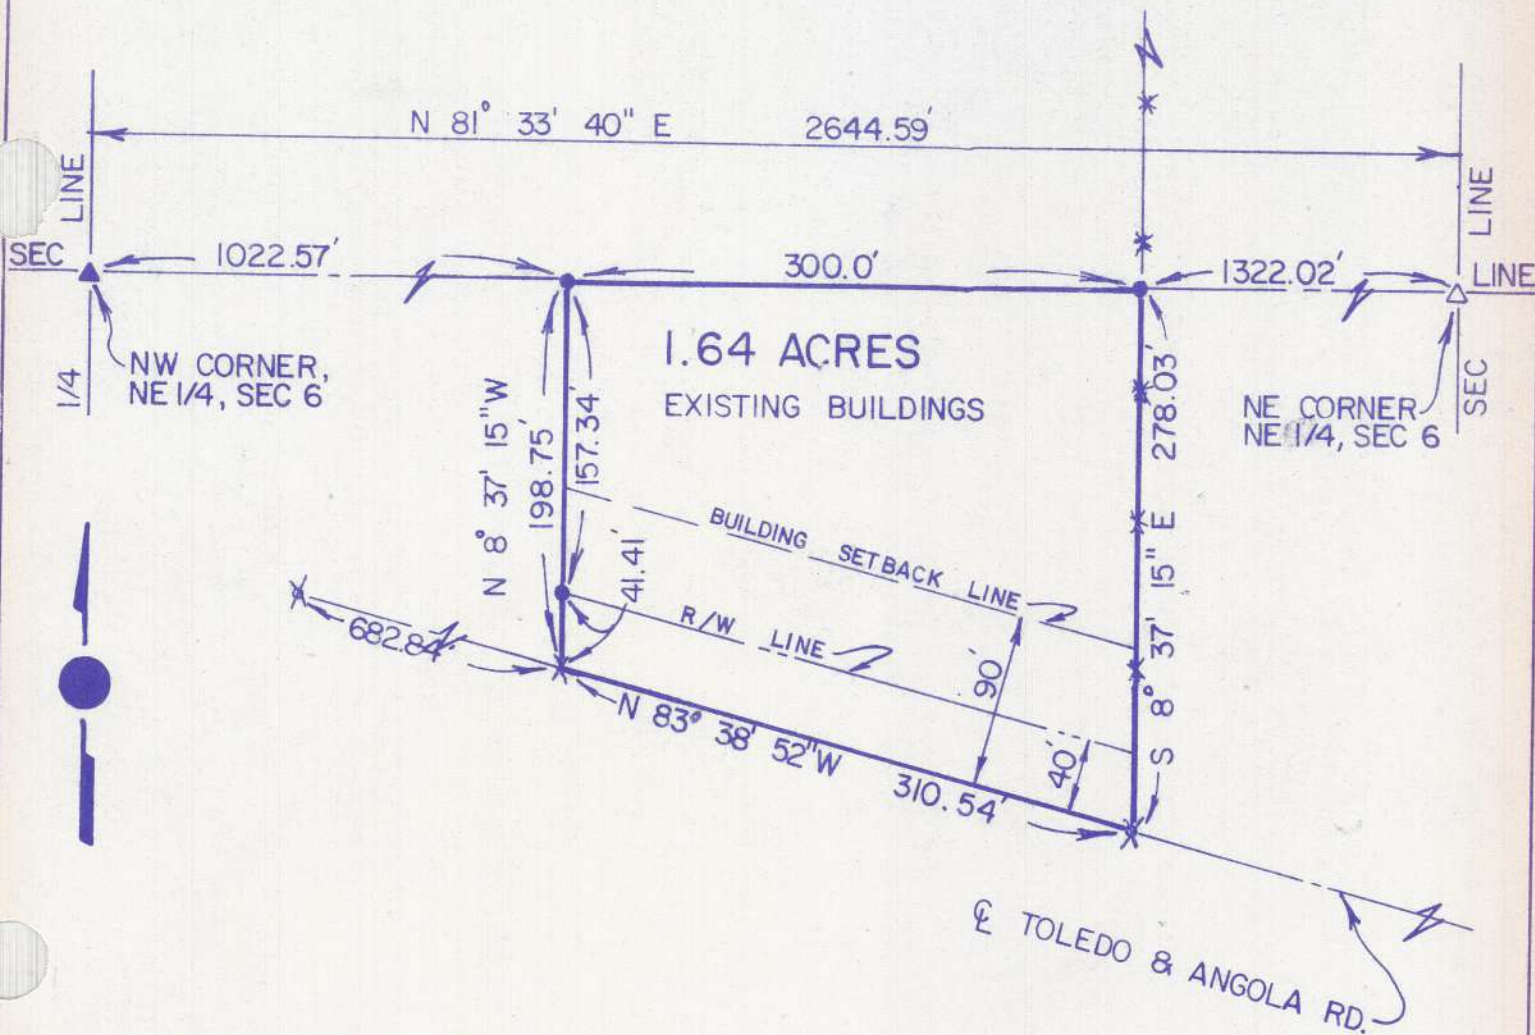 N 81° 33' 40" E 2644.59'
LINE
LINE
SEC
1022.57'
300.0'
1322.02'
LINE
1/4
NW CORNER,
NE 1/4, SEC 6
1.64 ACRES
EXISTING BUILDINGS
NE CORNER
NE 1/4, SEC 6
SEC
N 8° 37' 15" W
198.75'
157.34'
41.41'
278.03'
S 8° 37' 15" E
BUILDING SETBACK LINE
R/W LINE
682.84'
90'
40'
N 83° 38' 52" W 310.54'
℄ TOLEDO & ANGOLA RD.